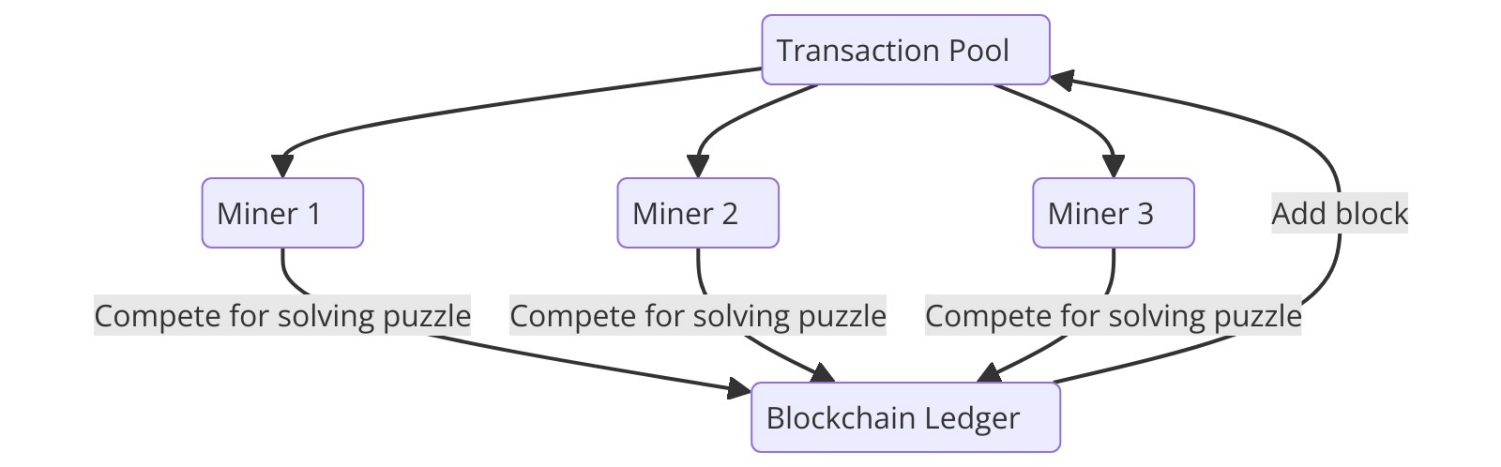 Transaction Pool
Miner 1
Miner 2
Miner 3
Add block
Compete for solving puzzle
Compete for solving puzzle
Compete for solving puzzle
Blockchain Ledger